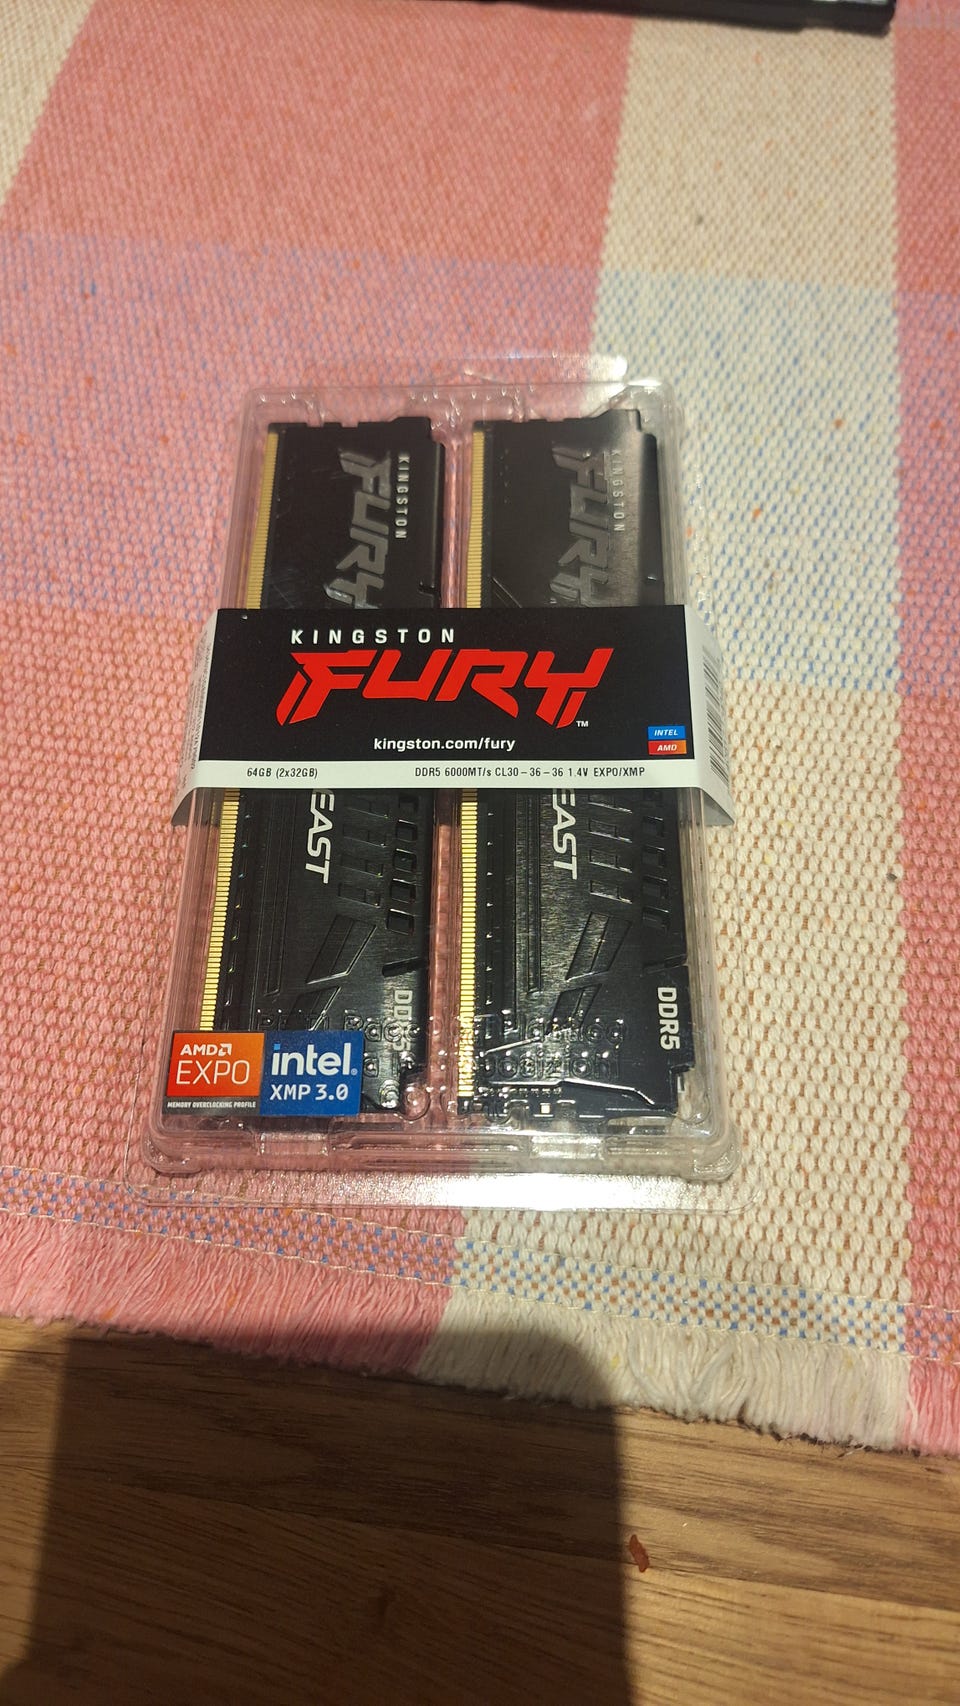 KINGSTON
FURY
KINGSTON
FURY
KINGSTON
FURY
TM
kingston.com/fury
INTEL
AMD
64GB (2x32GB)
DDR5 6000MT/s CL30-36-36 1.4V EXPO/XMP
EAST
EAST
DDR5
DDR5
AMD
EXPO
MEMORY OVERCLOCKING PROFILE
intel
XMP 3.0